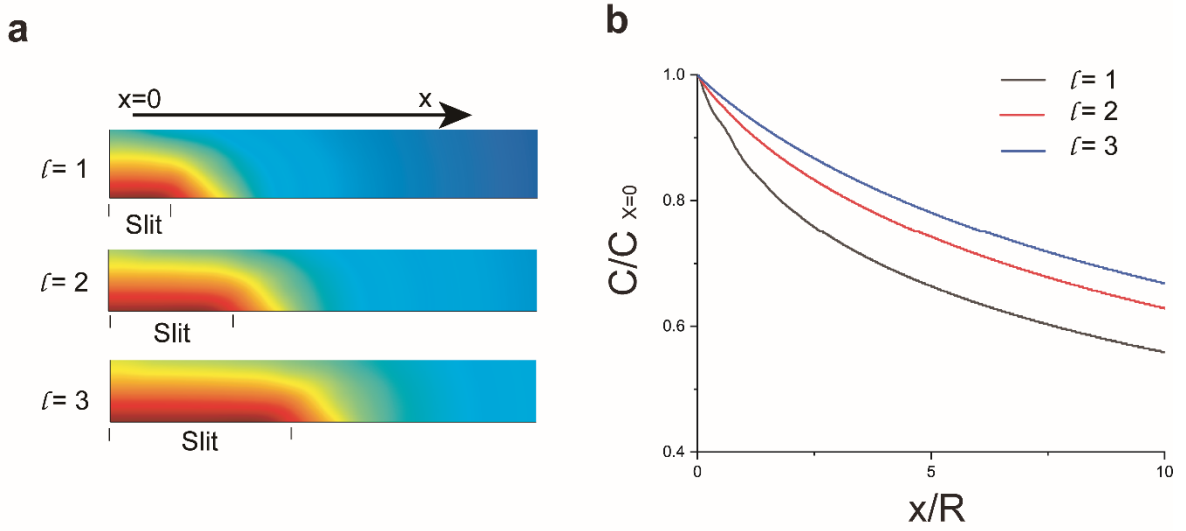 a
x=0 x
ℓ= 1
Slit
ℓ= 2
Slit
ℓ= 3
Slit
b
1.0
0.8
0.6
0.4
C/C x=0
0 5 10
x/R
ℓ= 1
ℓ= 2
ℓ= 3